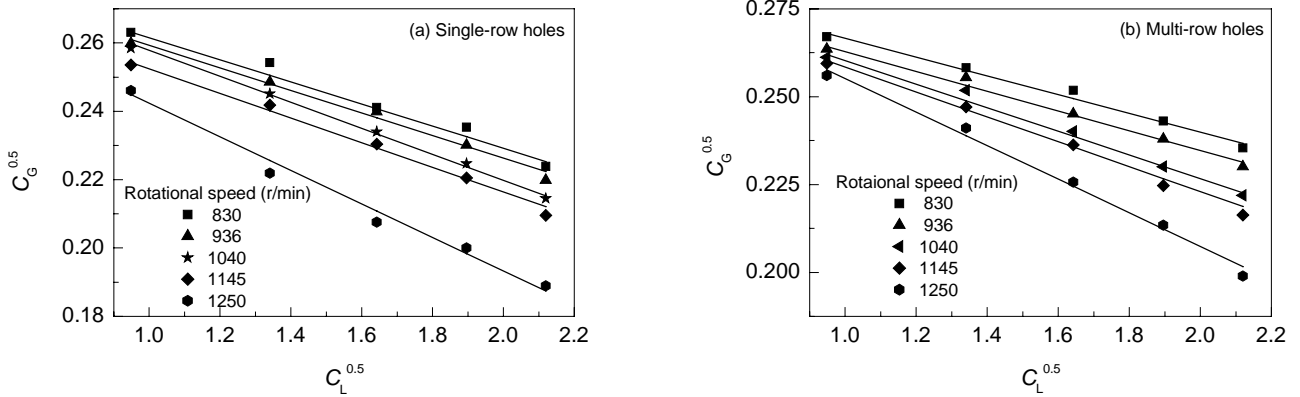 (a) Single-row holes
0.26
0.24
0.22
0.20
0.18
C_G^0.5
Rotational speed (r/min)
830
936
1040
1145
1250
1.0 1.2 1.4 1.6 1.8 2.0 2.2
C_L^0.5
(b) Multi-row holes
0.275
0.250
0.225
0.200
C_G^0.5
Rotaional speed (r/min)
830
936
1040
1145
1250
1.0 1.2 1.4 1.6 1.8 2.0 2.2
C_L^0.5